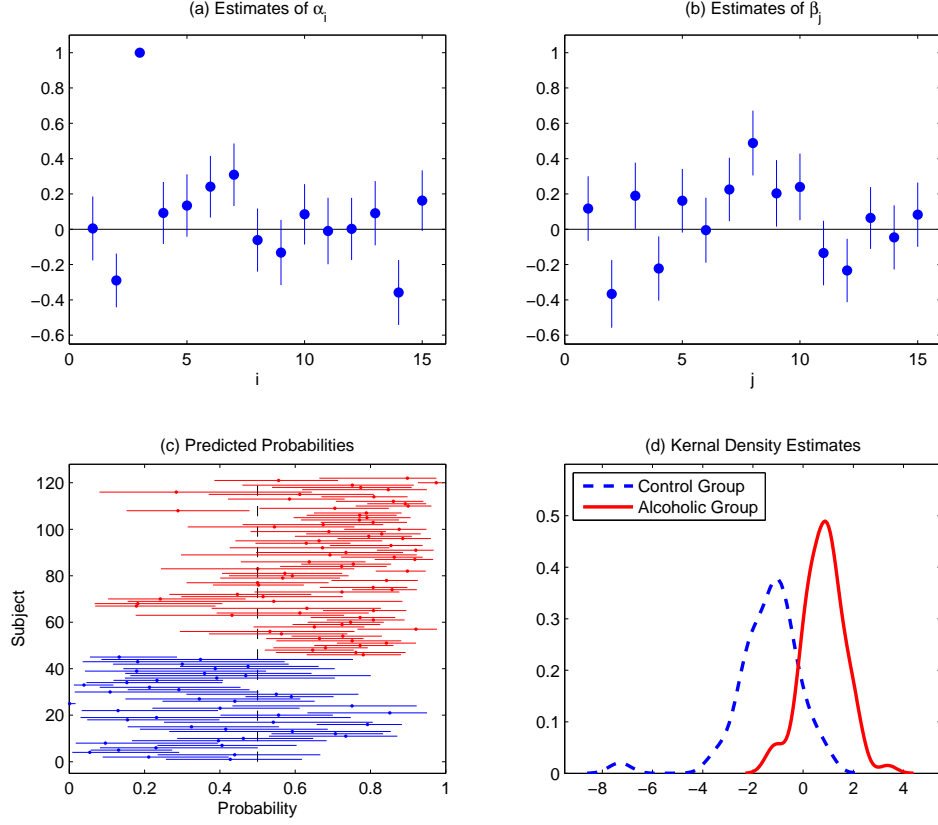 (a) Estimates of αi
1
0.8
0.6
0.4
0.2
0
−0.2
−0.4
−0.6
0 5 10 15
i
(b) Estimates of βj
1
0.8
0.6
0.4
0.2
0
−0.2
−0.4
−0.6
0 5 10 15
j
(c) Predicted Probabilities
120
100
80
60
40
20
0
Subject
0 0.2 0.4 0.6 0.8 1
Probability
(d) Kernal Density Estimates
Control Group
Alcoholic Group
0.5
0.4
0.3
0.2
0.1
0
−8 −6 −4 −2 0 2 4